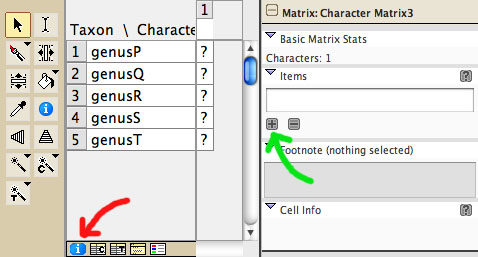 1
Taxon \ Characte
1 genusP ?
2 genusQ ?
3 genusR ?
4 genusS ?
5 genusT ?
i
i
C T
T
Matrix: Character Matrix3
Basic Matrix Stats
Characters: 1
Items ?
Footnote (nothing selected)
Cell Info ?